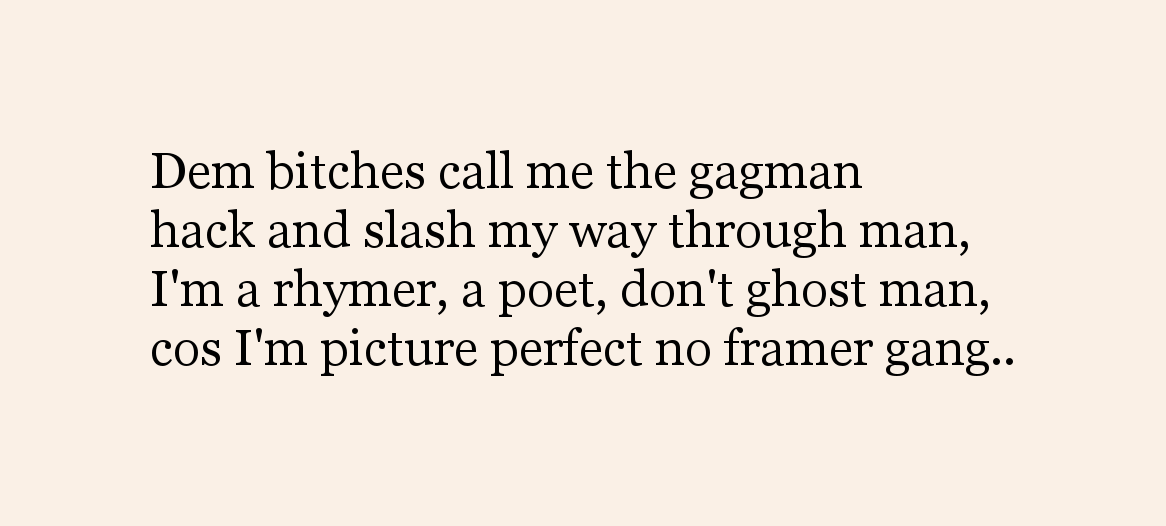 Dem bitches call me the gagman
hack and slash my way through man,
I'm a rhymer, a poet, don't ghost man,
cos I'm picture perfect no framer gang..